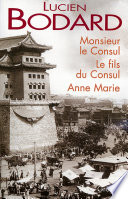 LUCIEN
BODARD
Monsieur
le Consul
Le fils
du Consul
Anne Marie